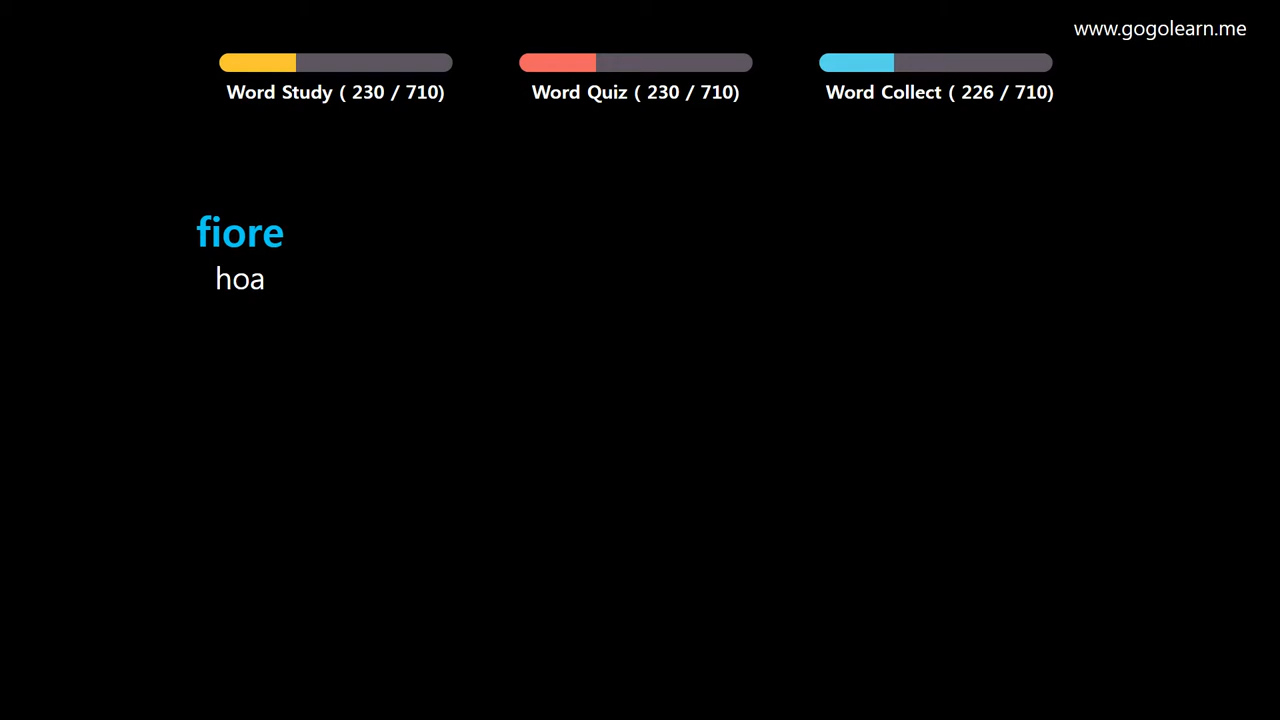 www.gogolearn.me
Word Study ( 230 / 710)
Word Quiz ( 230 / 710)
Word Collect ( 226 / 710)
fiore
hoa